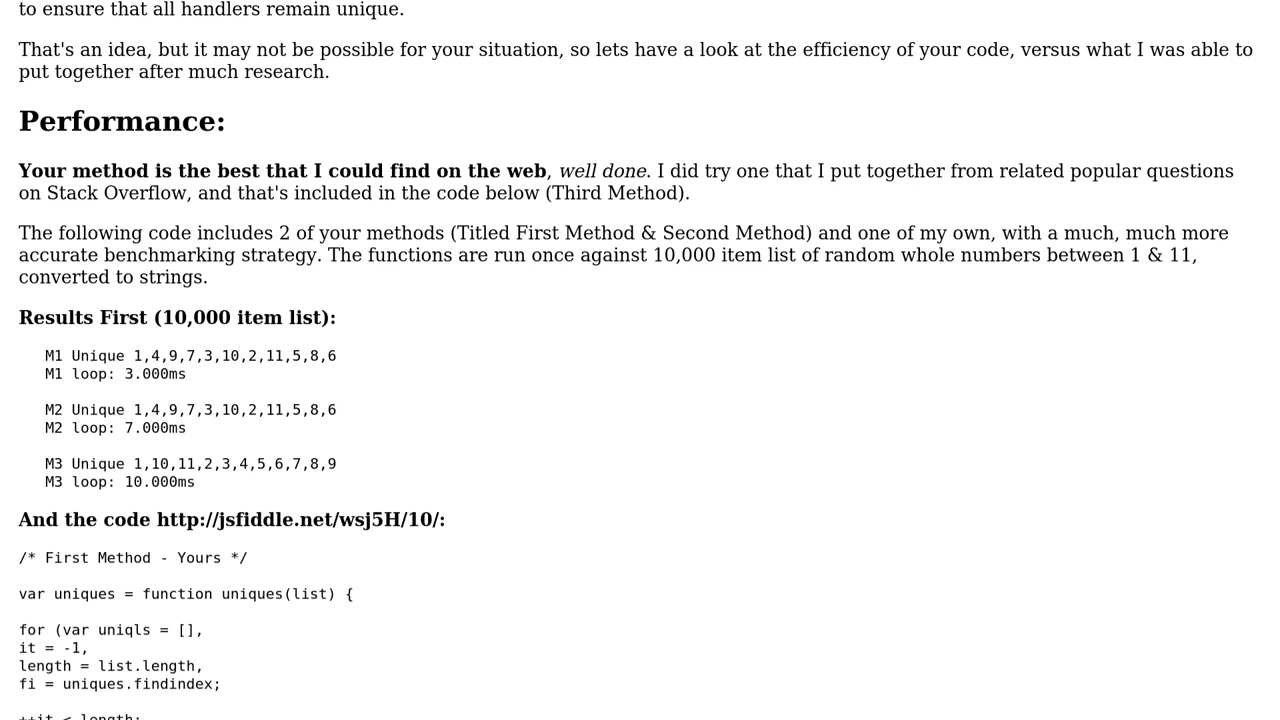 to ensure that all handlers remain unique.
That's an idea, but it may not be possible for your situation, so lets have a look at the efficiency of your code, versus what I was able to
put together after much research.
Performance:
Your method is the best that I could find on the web, well done. I did try one that I put together from related popular questions
on Stack Overflow, and that's included in the code below (Third Method).
The following code includes 2 of your methods (Titled First Method & Second Method) and one of my own, with a much, much more
accurate benchmarking strategy. The functions are run once against 10,000 item list of random whole numbers between 1 & 11,
converted to strings.
Results First (10,000 item list):
M1 Unique 1,4,9,7,3,10,2,11,5,8,6
M1 loop: 3.000ms
M2 Unique 1,4,9,7,3,10,2,11,5,8,6
M2 loop: 7.000ms
M3 Unique 1,10,11,2,3,4,5,6,7,8,9
M3 loop: 10.000ms
And the code http://jsfiddle.net/wsj5H/10/:
/* First Method - Yours */
var uniques = function uniques(list) {
for (var uniqls = [],
it = -1,
length = list.length,
fi = uniques.findindex;
++it < length;